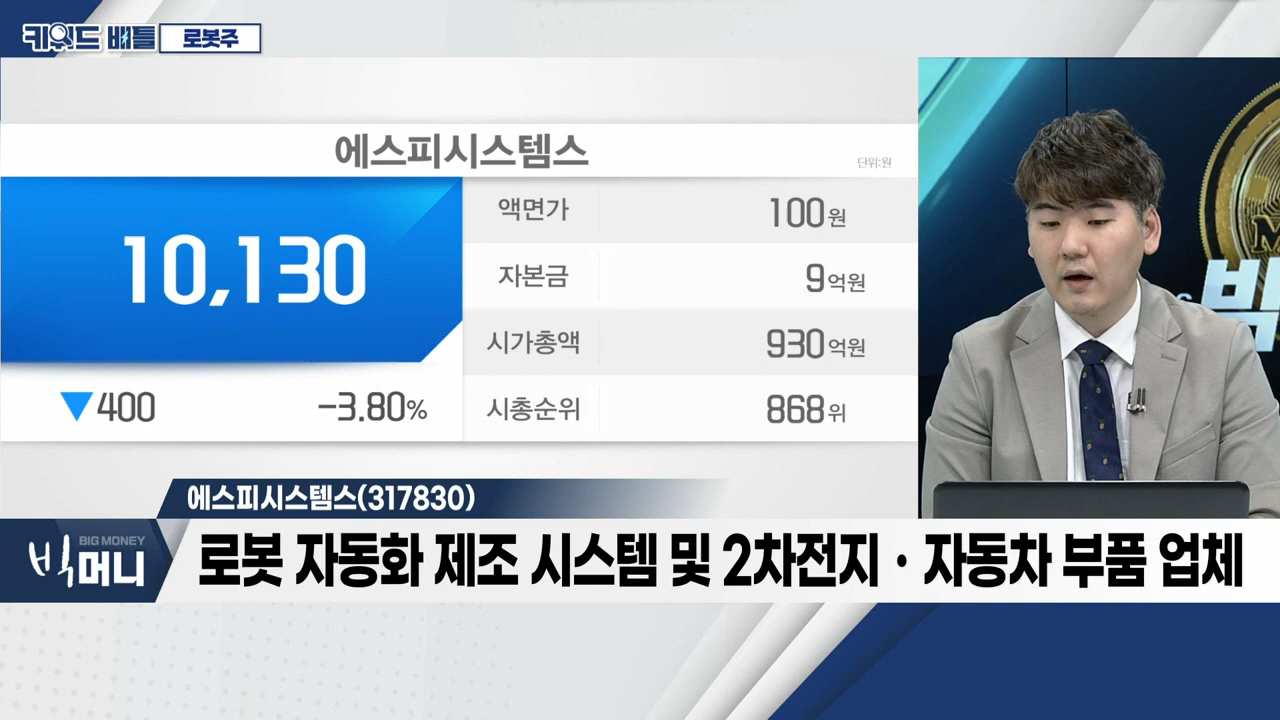 키워드 배틀 로봇주
에스피시스템스
단위:원
10,130
▼400 -3.80%
액면가 100원
자본금 9억원
시가총액 930억원
시총순위 868위
에스피시스템스(317830)
빅머니 BIG MONEY
로봇 자동화 제조 시스템 및 2차전지·자동차 부품 업체